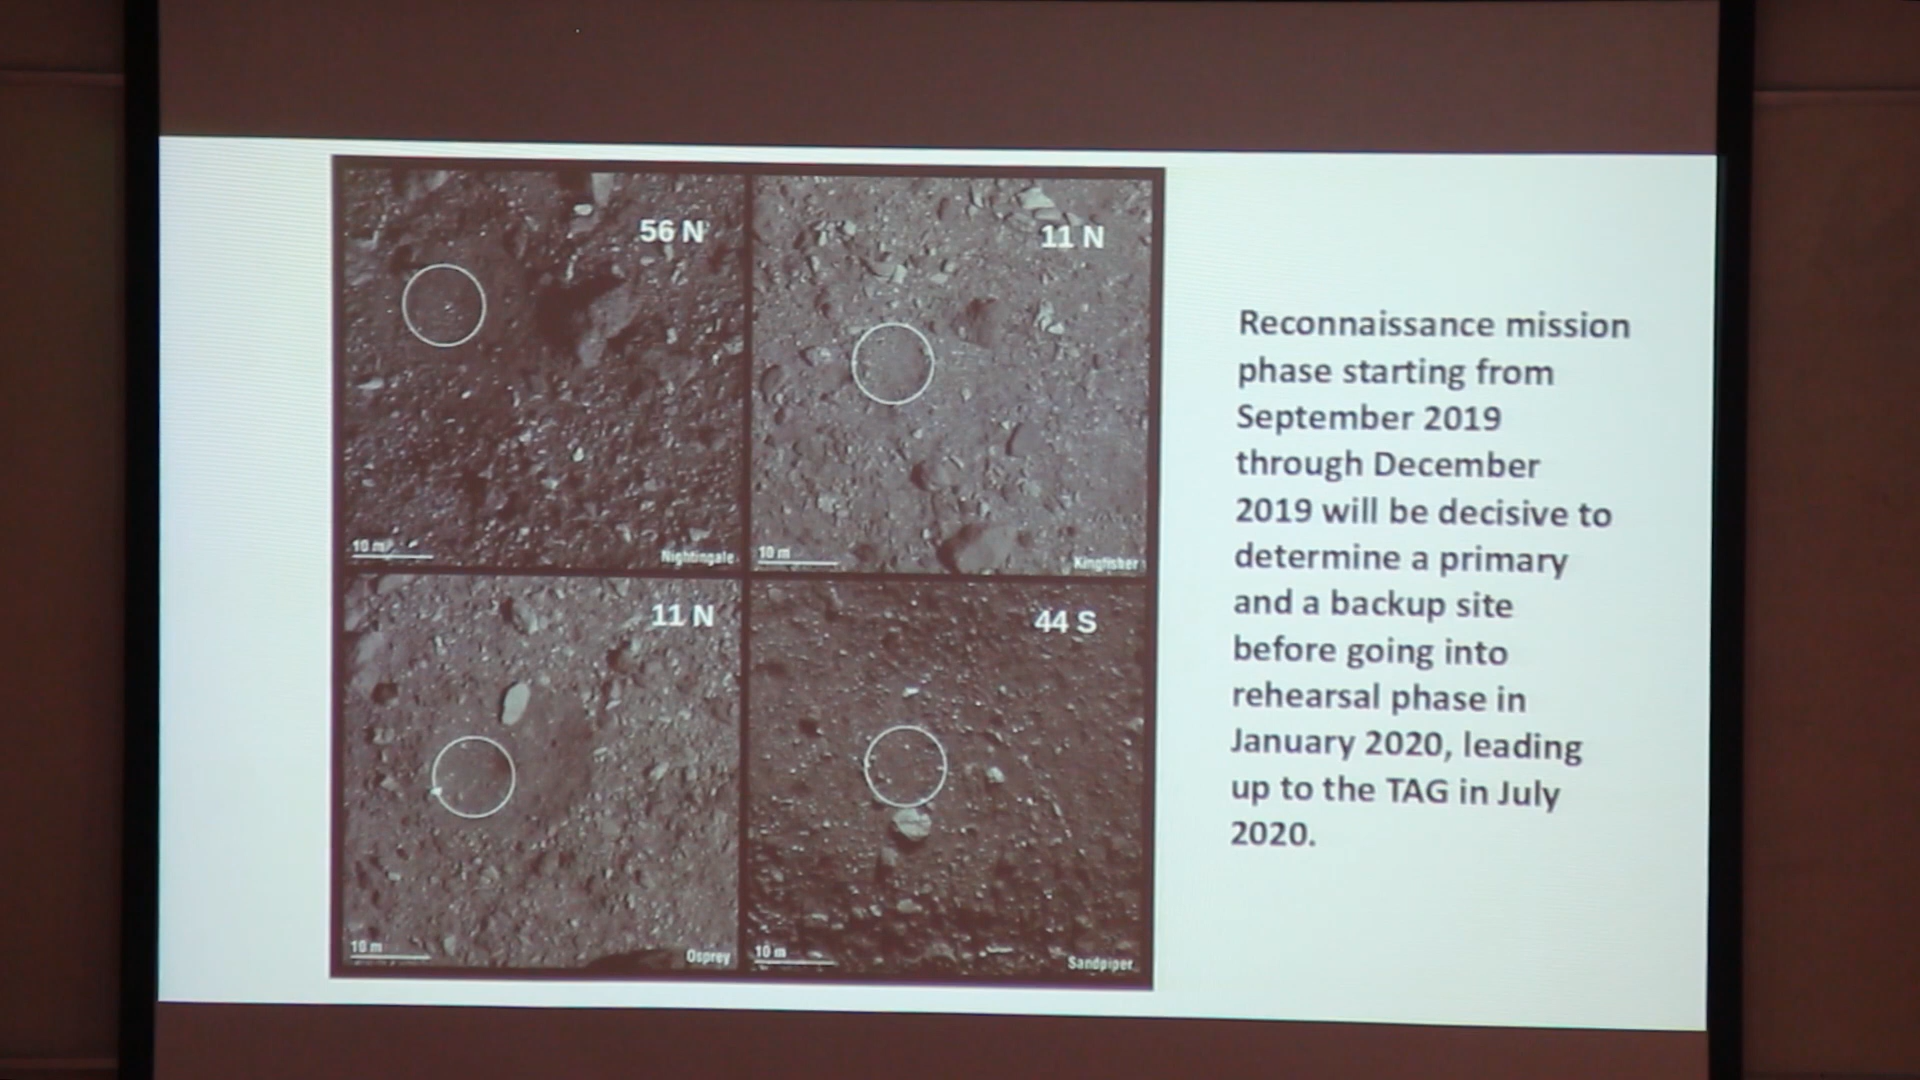 56 N
10 m
Nightingale
11 N
10 m
Kingfisher
11 N
10 m
Osprey
44 S
10 m
Sandpiper
Reconnaissance mission
phase starting from
September 2019
through December
2019 will be decisive to
determine a primary
and a backup site
before going into
rehearsal phase in
January 2020, leading
up to the TAG in July
2020.